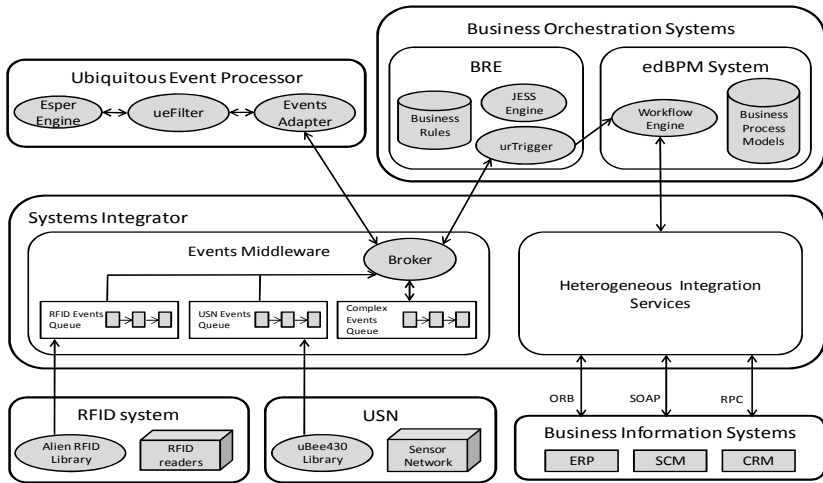 Business Orchestration Systems
Ubiquitous Event Processor
BRE
edBPM System
Esper
Engine
ueFilter
Events
Adapter
Business
Rules
JESS
Engine
urTrigger
Workflow
Engine
Business
Process
Models
Systems Integrator
Events Middleware
Broker
Heterogeneous Integration
Services
RFID Events
Queue
USN Events
Queue
Complex
Events
Queue
ORB
SOAP
RPC
RFID system
USN
Alien RFID
Library
RFID
readers
uBee430
Library
Sensor
Network
Business Information Systems
ERP
SCM
CRM